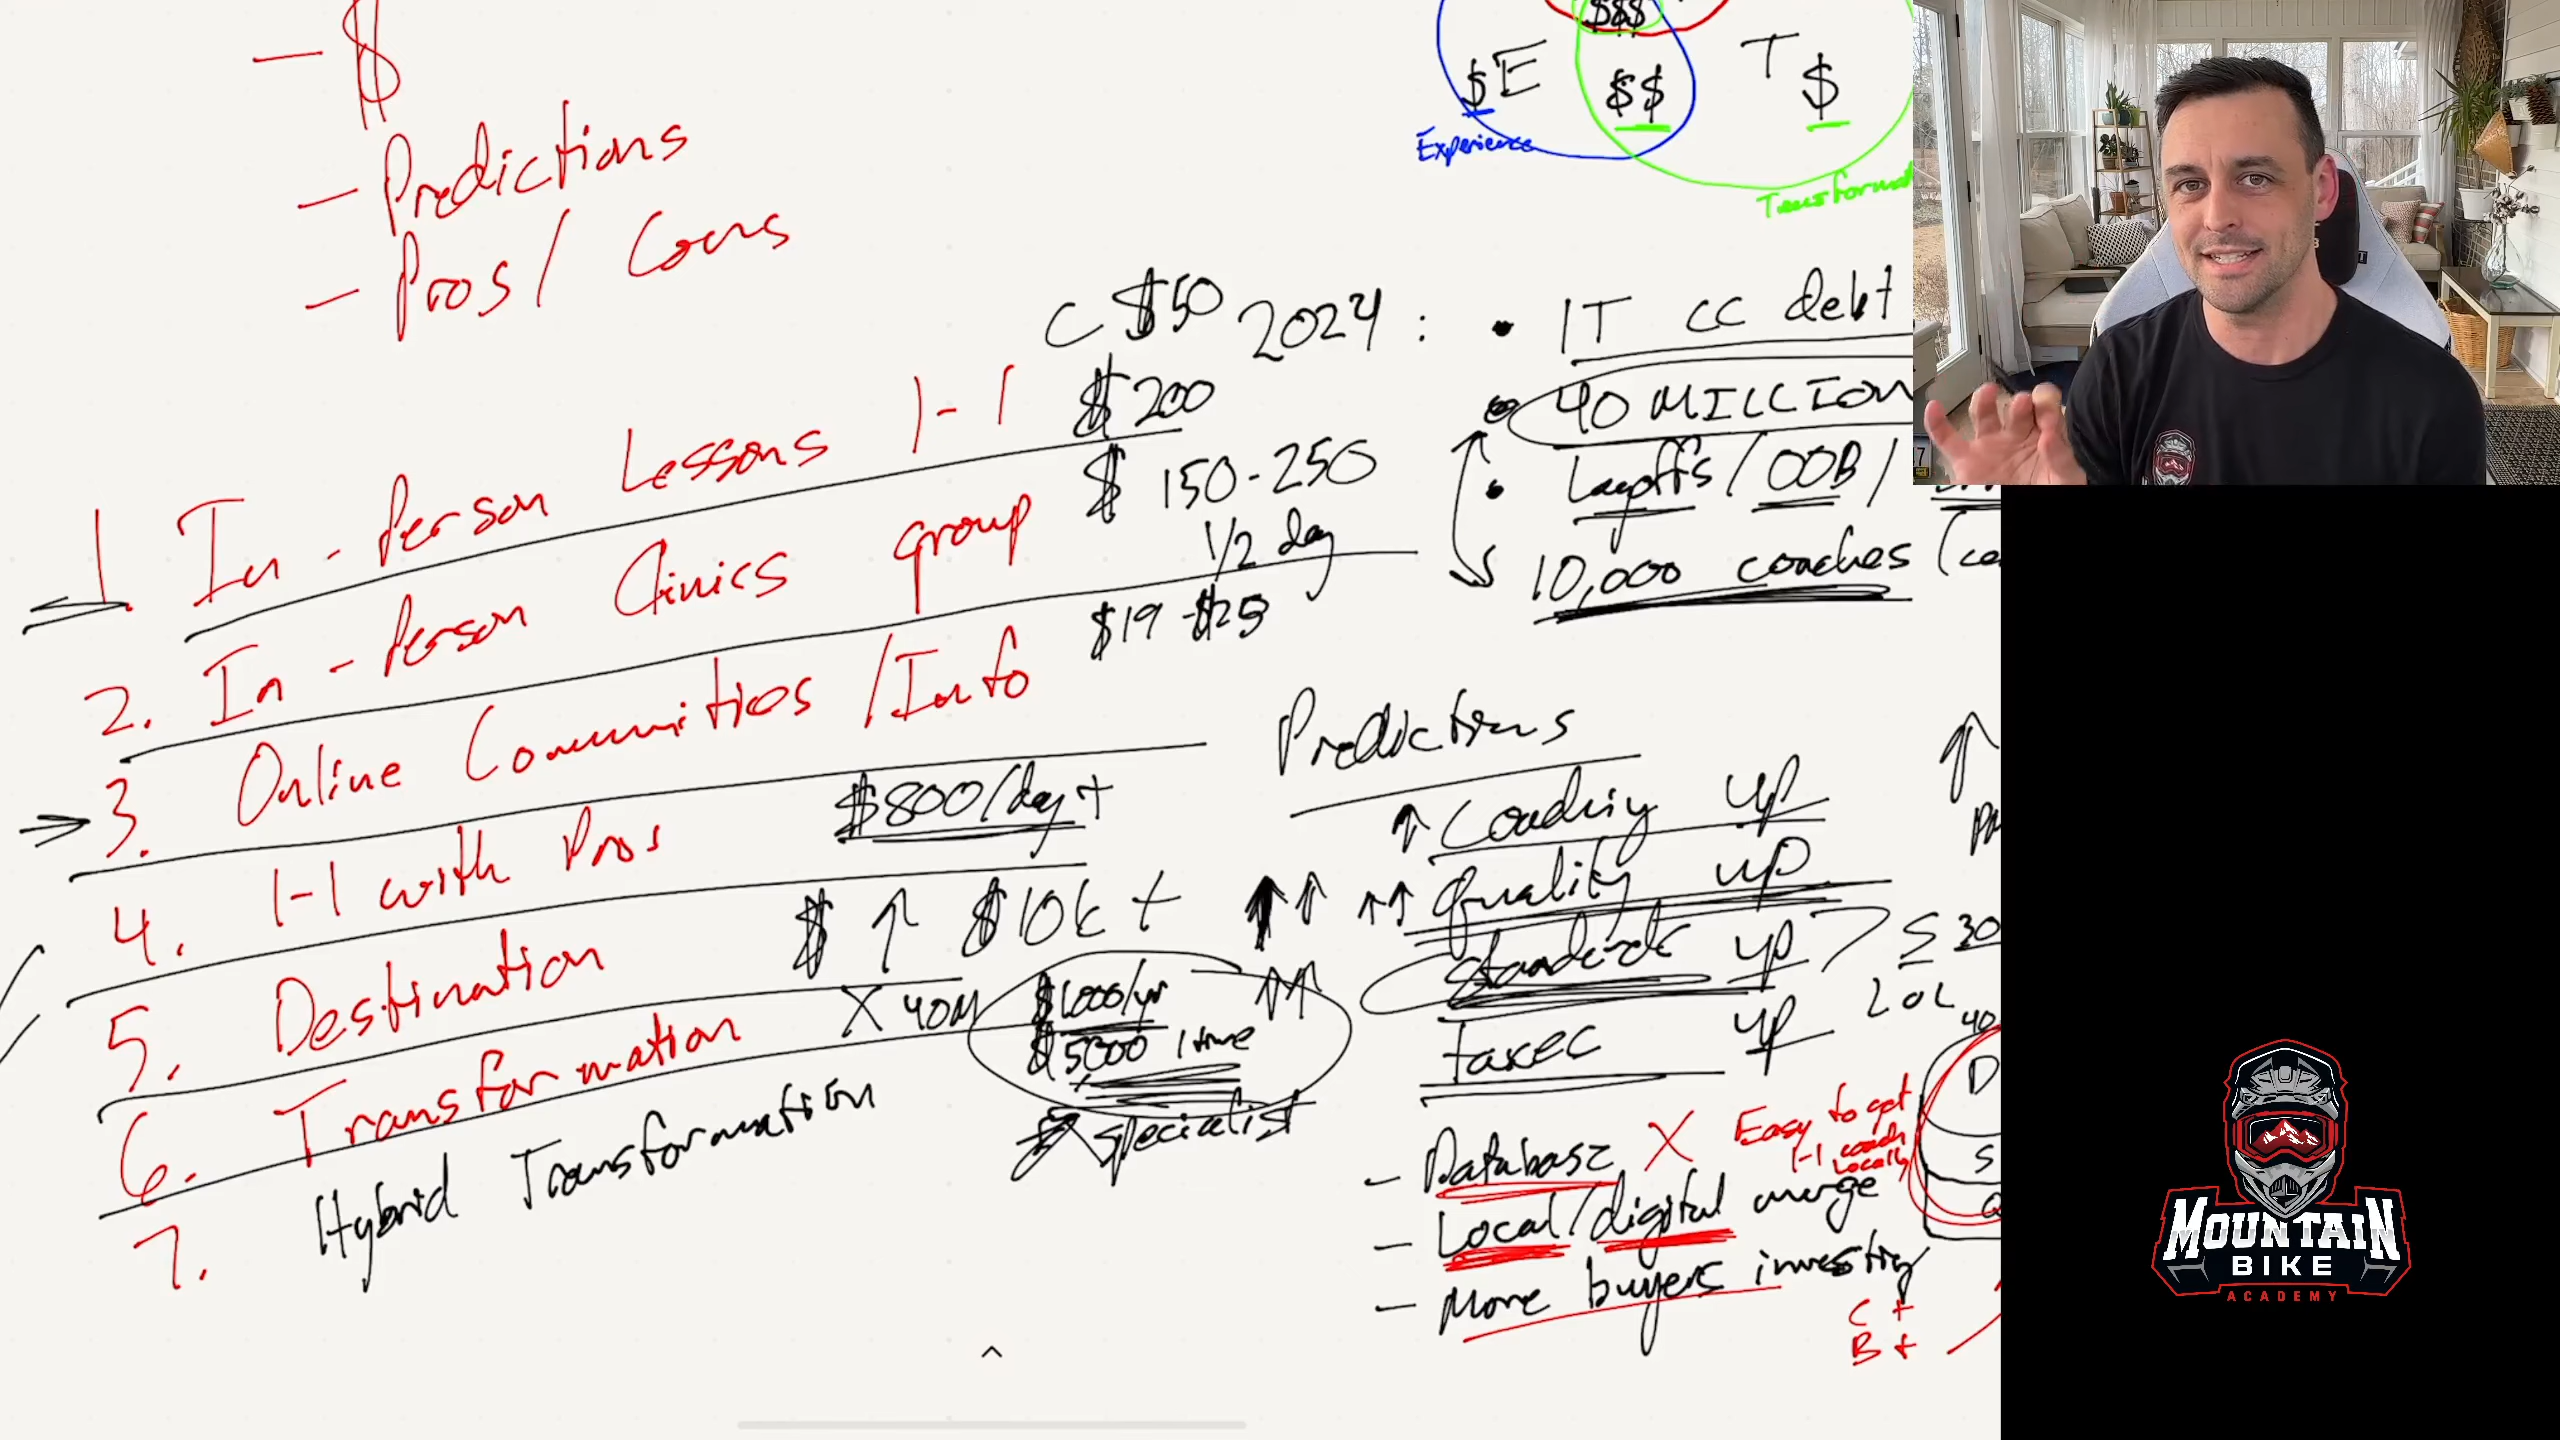 - $
- Predictions
- Pros / Cons
$E
$$$
$$
T $
Experience
C $50
2024 :
• IT cc debt
1. In-Person Lessons 1-1
$200
• 40 MILLION
2. In-Person Clinics group
$ 150-250
1/2 day
• Layoffs / OOB /
10,000 coaches
3. Online Communities / Info
$19 -$25
4. 1-1 with Pros
$800/day+
5. Destination
$ ↑ $10k +
6. Transformation
X 40M
$1000/yr
$5000 1 time
specialist
7. Hybrid Transformation
Predictions
↑ Coaching up
↑↑ Quality up
standards up
up
≤ 30
LOL
40
D
S
- Database X
Easy to get
1-1 coach
Locally
- Local/digital merge
- More buyers investing
C +
B +
MOUNTAIN
BIKE
ACADEMY